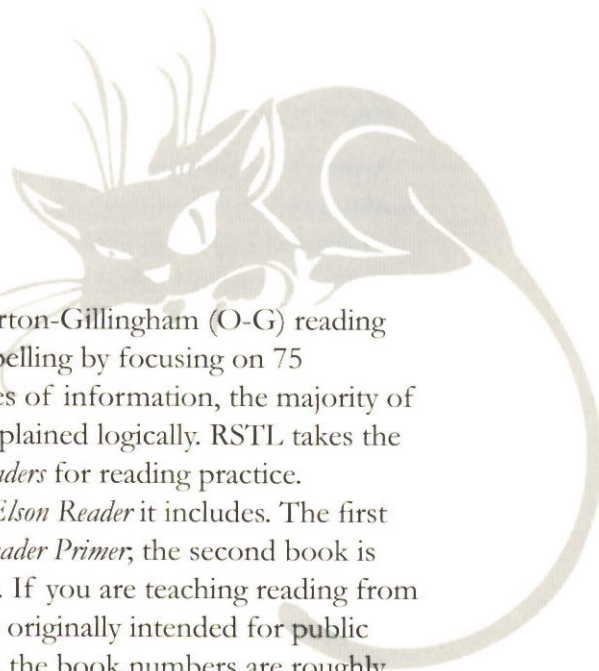 rton-Gillingham (O-G) reading
pelling by focusing on 75
es of information, the majority of
plained logically. RSTL takes the
aders for reading practice.
Elson Reader it includes. The first
ader Primer; the second book is
. If you are teaching reading from
originally intended for public
the book numbers are roughly